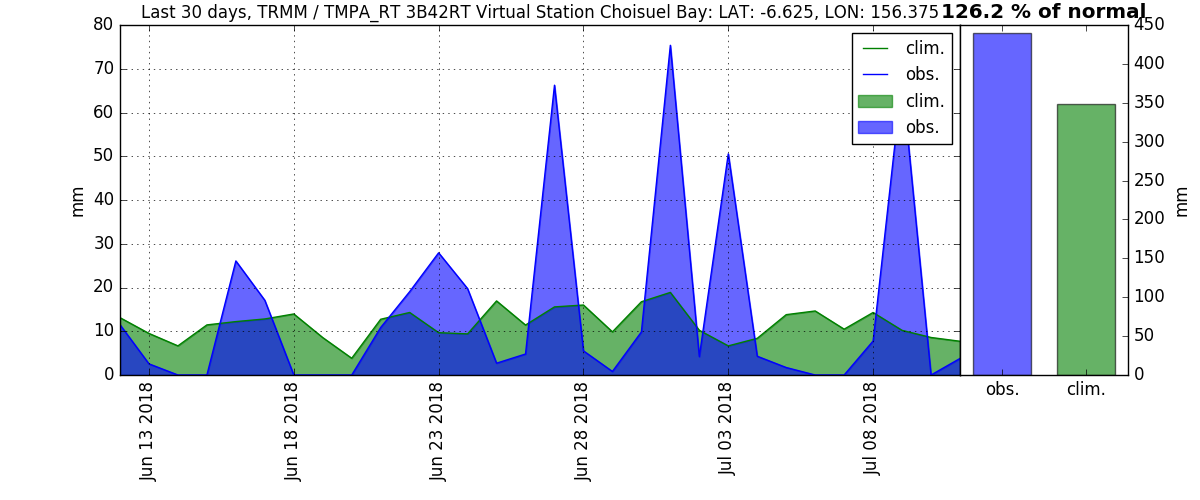 Last 30 days, TRMM / TMPA_RT 3B42RT Virtual Station Choisuel Bay: LAT: -6.625, LON: 156.375
126.2 % of normal
80
70
60
50
40
30
20
10
0
mm
clim.
obs.
clim.
obs.
Jun 13 2018
Jun 18 2018
Jun 23 2018
Jun 28 2018
Jul 03 2018
Jul 08 2018
450
400
350
300
250
200
150
100
50
0
mm
obs.
clim.